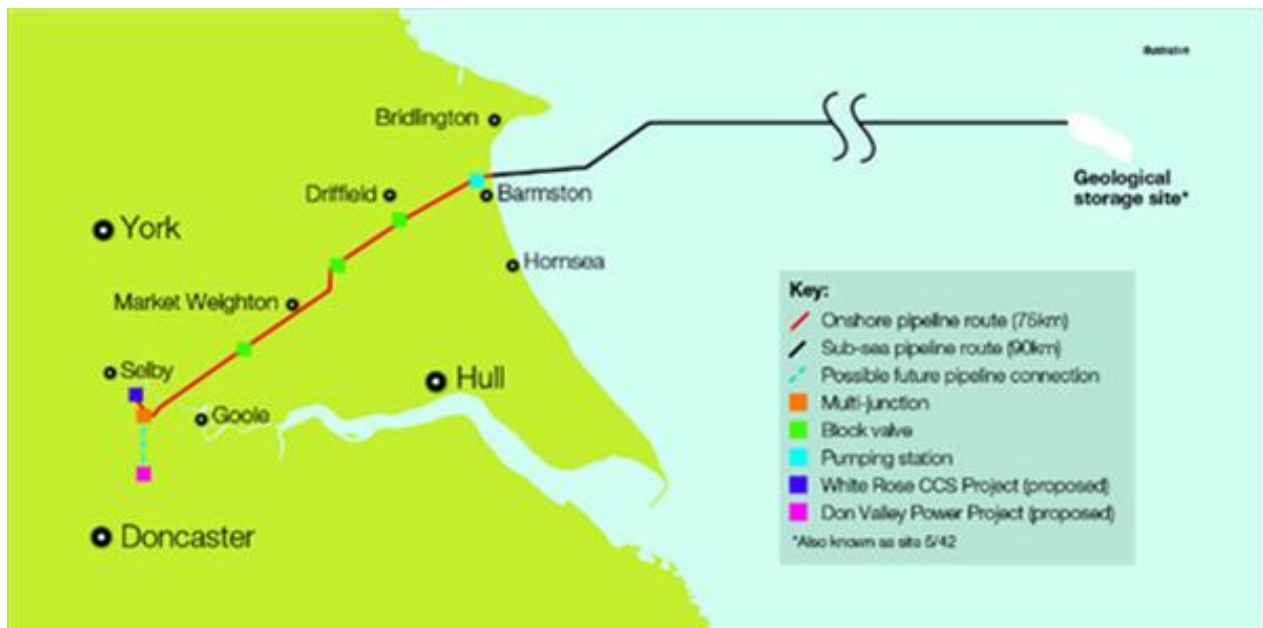 Illustrative
Bridlington
Driffield
Barmston
Geological
storage site*
York
Hornsea
Market Weighton
Key:
Onshore pipeline route (75km)
Sub-sea pipeline route (90km)
Selby
Hull
Possible future pipeline connection
Multi-junction
Goole
Block valve
Pumping station
White Rose CCS Project (proposed)
Don Valley Power Project (proposed)
Doncaster
*Also known as site 5/42